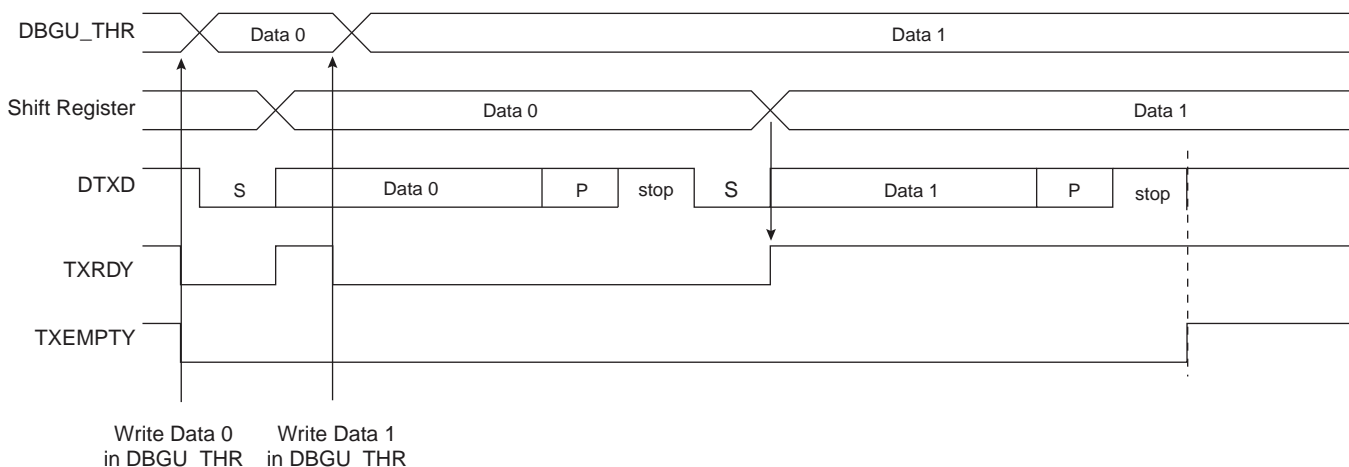 DBGU_THR
Data 0
Data 1
Shift Register
Data 0
Data 1
DTXD
S
Data 0
P
stop
S
Data 1
P
stop
TXRDY
TXEMPTY
Write Data 0
in DBGU_THR
Write Data 1
in DBGU_THR